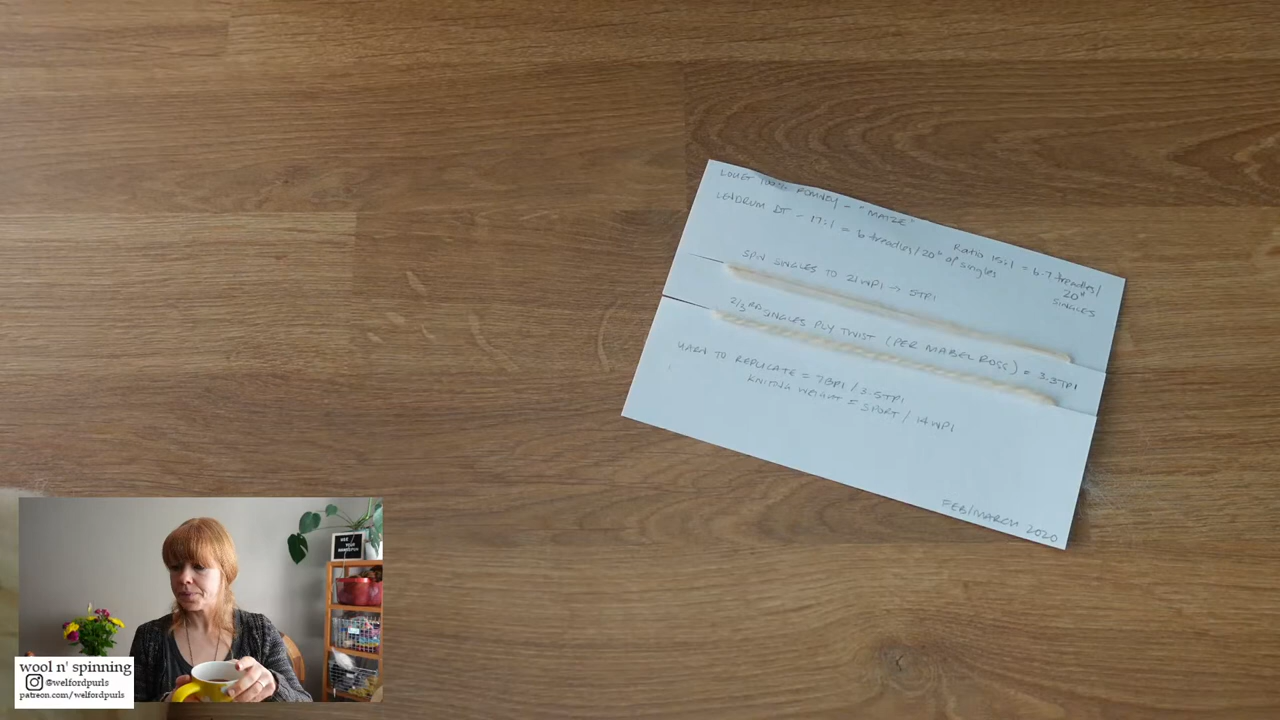 LOUET 100% ROMNEY - "MAIZE"
LENDRUM DT - 17:1 = 6 treadles/20" of singles
Ratio 15:1 = 6.7 treadles/
20"
SINGLES
SPIN SINGLES TO 21 WPI → 5TPI
2/3 RD SINGLES PLY TWIST (PER MABEL ROSS) = 3.3TPI
YARN TO REPLICATE = 7BPI / 3.5TPI
KNITTING WEIGHT = SPORT / 14 WPI
FEB/MARCH 2020
wool n' spinning
@welfordpurls
patreon.com/welfordpurls